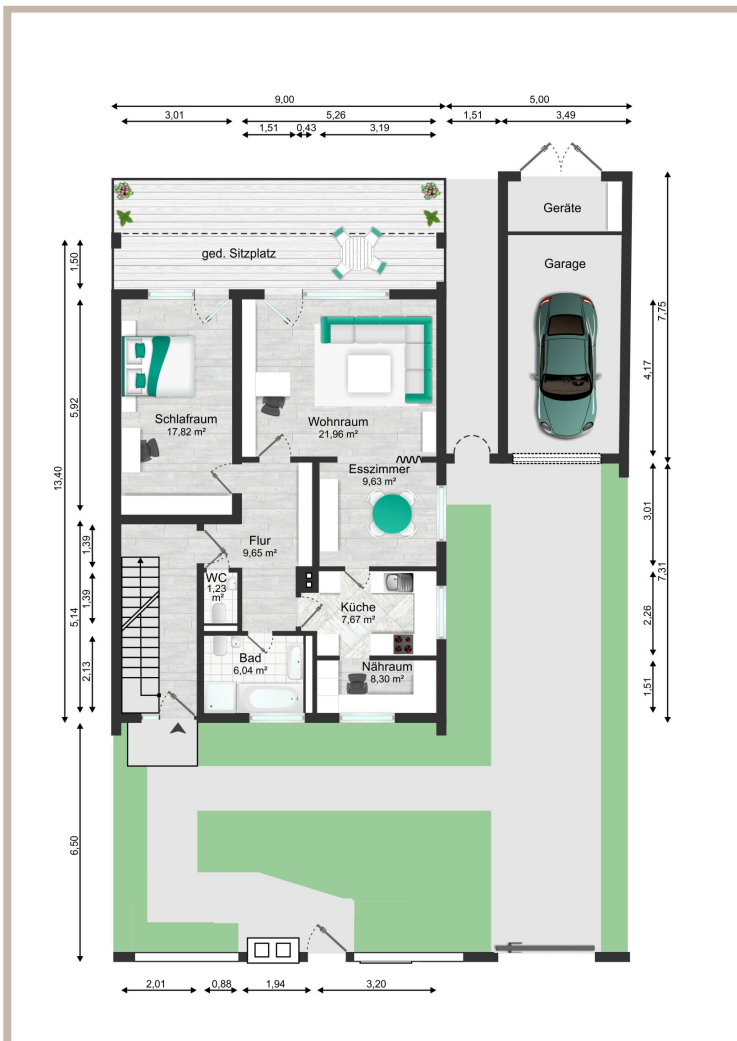 9,00
5,00
3,01
5,26
1,51
0,43
3,19
1,51
3,49
Geräte
ged. Sitzplatz
Garage
1,50
7,75
4,17
5,92
Schlafraum
17,82 m²
Wohnraum
21,96 m²
13,40
Esszimmer
9,63 m²
3,01
7,31
Flur
9,65 m²
1,39
WC
1,23
m²
1,39
5,14
Küche
7,67 m²
2,26
Bad
6,04 m²
2,13
Nähraum
8,30 m²
1,51
6,50
2,01
0,88
1,94
3,20